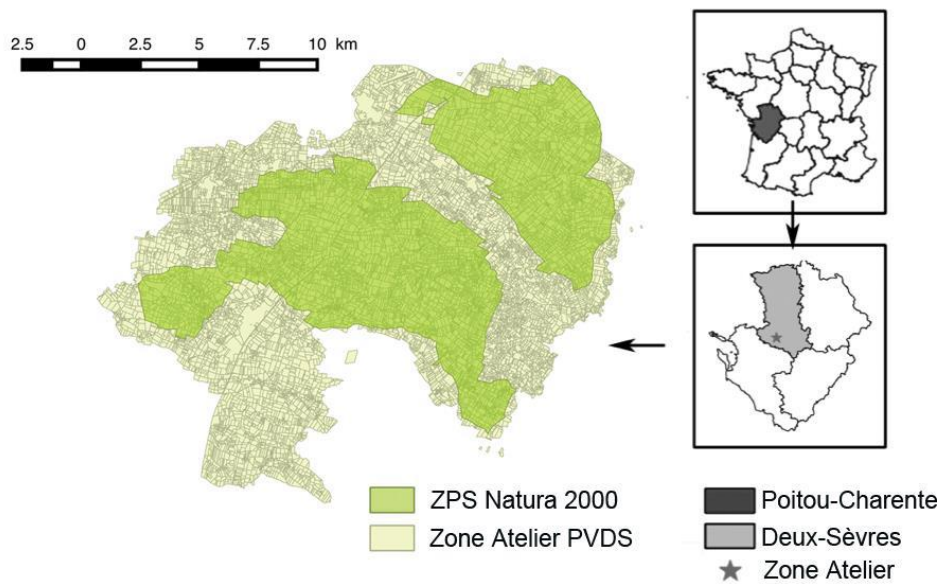 2.5 0 2.5 5 7.5 10 km
ZPS Natura 2000
Zone Atelier PVDS
Poitou-Charente
Deux-Sèvres
Zone Atelier